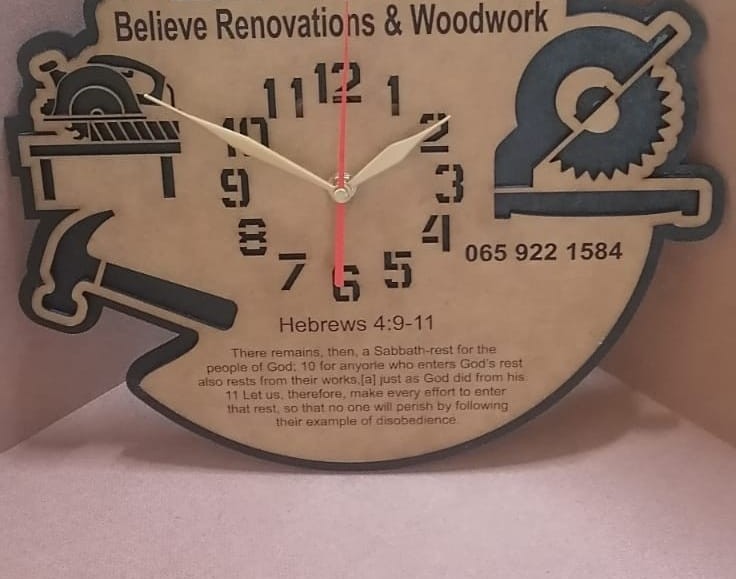 Believe Renovations & Woodwork
11 12 1
10 2
9 3
8 4
7 6 5
065 922 1584
Hebrews 4:9-11
There remains, then, a Sabbath-rest for the
people of God; 10 for anyone who enters God's rest
also rests from their works,[a] just as God did from his.
11 Let us, therefore, make every effort to enter
that rest, so that no one will perish by following
their example of disobedience.